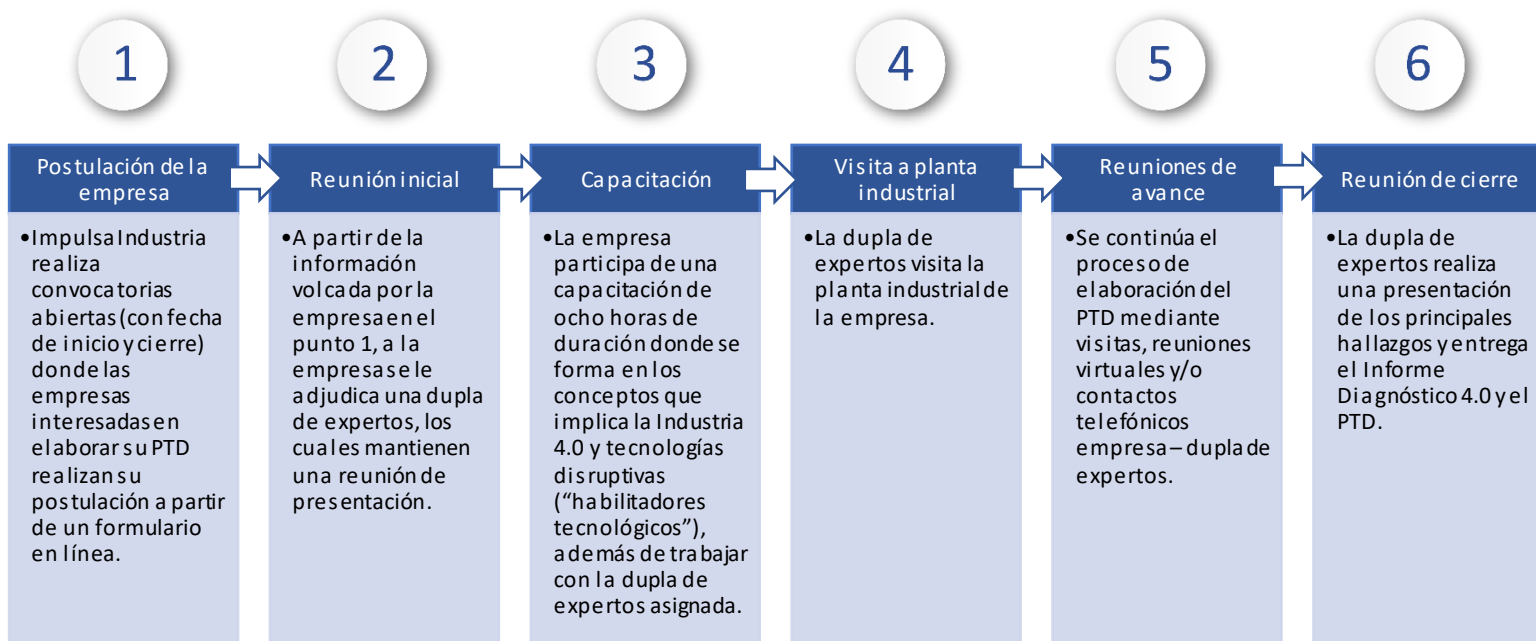 1
2
3
4
5
6
Postulación de la
empresa
Reunión inicial
Capacitación
Visita a planta
industrial
Reuniones de
avance
Reunión de cierre
•Impulsa Industria
realiza
convocatorias
abiertas (con fecha
de inicio y cierre)
donde las
empresas
interesadas en
elaborar su PTD
realizan su
postulación a partir
de un formulario
en línea.
•A partir de la
información
volcada por la
empresa en el
punto 1, a la
empresa se le
adjudica una dupla
de expertos, los
cuales mantienen
una reunión de
presentación.
•La empresa
participa de una
capacitación de
ocho horas de
duración donde se
forma en los
conceptos que
implica la Industria
4.0 y tecnologías
disruptivas
(“habilitadores
tecnológicos”),
además de trabajar
con la dupla de
expertos asignada.
•La dupla de
expertos visita la
planta industrial de
la empresa.
•Se continúa el
proceso de
elaboración del
PTD mediante
visitas, reuniones
virtuales y/o
contactos
telefónicos
empresa – dupla de
expertos.
•La dupla de
expertos realiza
una presentación
de los principales
hallazgos y entrega
el Informe
Diagnóstico 4.0 y el
PTD.